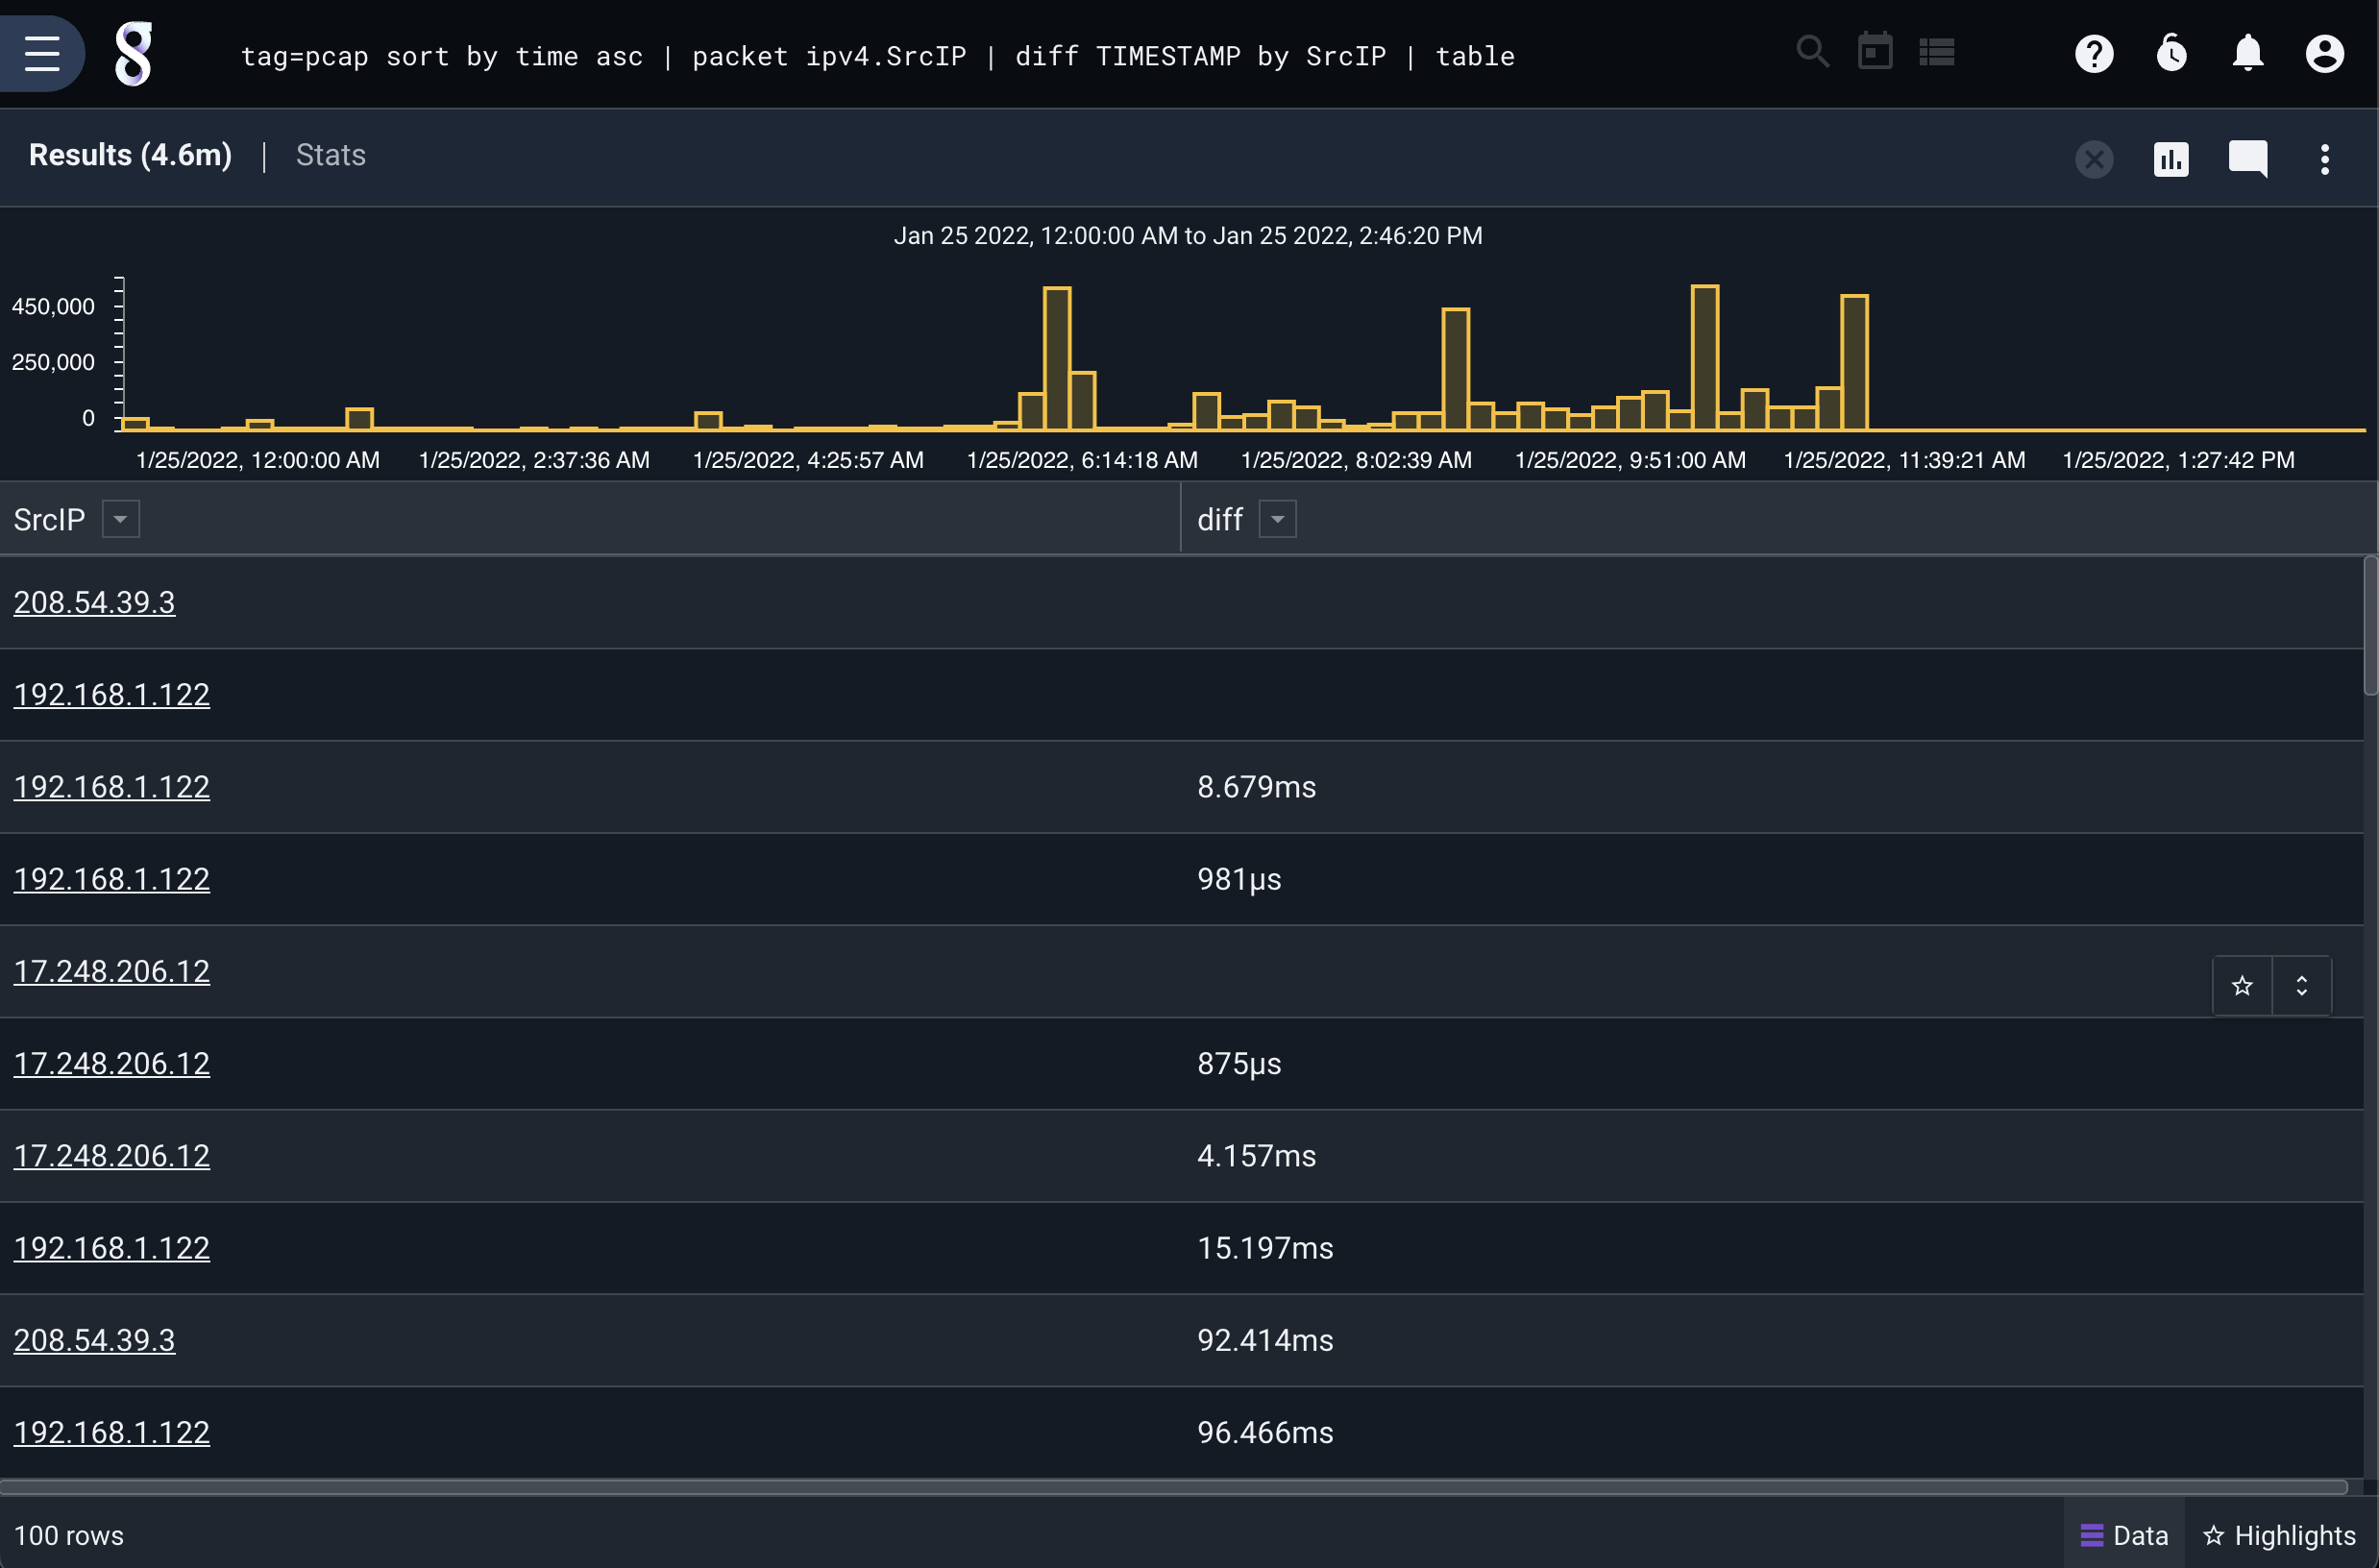 tag=pcap sort by time asc | packet ipv4.SrcIP | diff TIMESTAMP by SrcIP | table
Results (4.6m) | Stats
Jan 25 2022, 12:00:00 AM to Jan 25 2022, 2:46:20 PM
450,000
250,000
0
1/25/2022, 12:00:00 AM 1/25/2022, 2:37:36 AM 1/25/2022, 4:25:57 AM 1/25/2022, 6:14:18 AM 1/25/2022, 8:02:39 AM 1/25/2022, 9:51:00 AM 1/25/2022, 11:39:21 AM 1/25/2022, 1:27:42 PM
SrcIP diff
208.54.39.3
192.168.1.122
192.168.1.122 8.679ms
192.168.1.122 981µs
17.248.206.12
17.248.206.12 875µs
17.248.206.12 4.157ms
192.168.1.122 15.197ms
208.54.39.3 92.414ms
192.168.1.122 96.466ms
100 rows Data Highlights